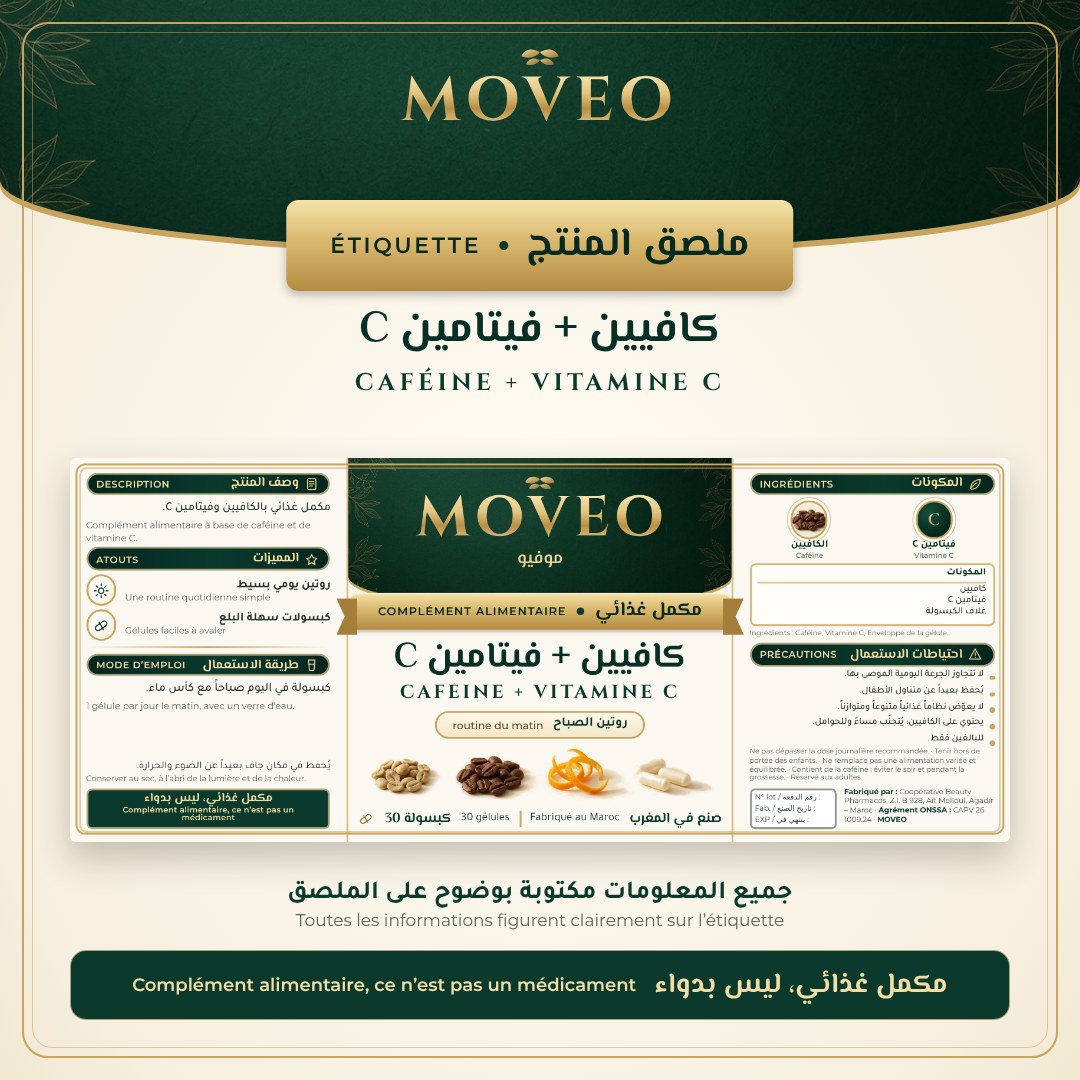 MOVEO
ÉTIQUETTE • ملصق المنتج
كافيين + فيتامين C
CAFÉINE + VITAMINE C
DESCRIPTION وصف المنتج
مكمل غذائي بالكافيين وفيتامين C.
Complément alimentaire à base de caféine et de
vitamine C.
ATOUTS المميزات
روتين يومي بسيط
Une routine quotidienne simple
كبسولات سهلة البلع
Gélules faciles à avaler
MODE D'EMPLOI طريقة الاستعمال
كبسولة في اليوم صباحاً مع كأس ماء.
1 gélule par jour le matin, avec un verre d'eau.
يُحفظ في مكان جاف بعيداً عن الضوء والحرارة.
Conserver au sec, à l'abri de la lumière et de la chaleur.
مكمل غذائي، ليس بدواء
Complément alimentaire, ce n'est pas un
médicament
MOVEO
موفيو
COMPLÉMENT ALIMENTAIRE • مكمل غذائي
كافيين + فيتامين C
CAFÉINE + VITAMINE C
routine du matin روتين الصباح
30 كبسولة 30 gélules | Fabriqué au Maroc صنع في المغرب
INGRÉDIENTS المكونات
C
الكافيين فيتامين C
Caféine Vitamine C
المكونات
كافيين
فيتامين C
غلاف الكبسولة
Ingrédients : Caféine, Vitamine C, Enveloppe de la gélule.
PRÉCAUTIONS احتياطات الاستعمال
لا تتجاوز الجرعة اليومية الموصى بها.
يُحفظ بعيداً عن متناول الأطفال.
لا يعوّض نظاماً غذائياً متنوعاً ومتوازناً.
يحتوي على الكافيين: يُتجنّب مساءً وللحوامل.
للبالغين فقط.
Ne pas dépasser la dose journalière recommandée. · Tenir hors de
portée des enfants. · Ne remplace pas une alimentation variée et
équilibrée. · Contient de la caféine : éviter le soir et pendant la
grossesse. · Réservé aux adultes.
N° lot / رقم الدفعة :
Fab. / تاريخ الصنع :
EXP / ينتهي في :
Fabriqué par : Coopérative Beauty
Pharmacos, Z.I. B 928, Ait Melloul, Agadir
– Maroc · Agrément ONSSA : CAPV 26
1009.24 · MOVEO
جميع المعلومات مكتوبة بوضوح على الملصق
Toutes les informations figurent clairement sur l'étiquette
Complément alimentaire, ce n'est pas un médicament مكمل غذائي، ليس بدواء